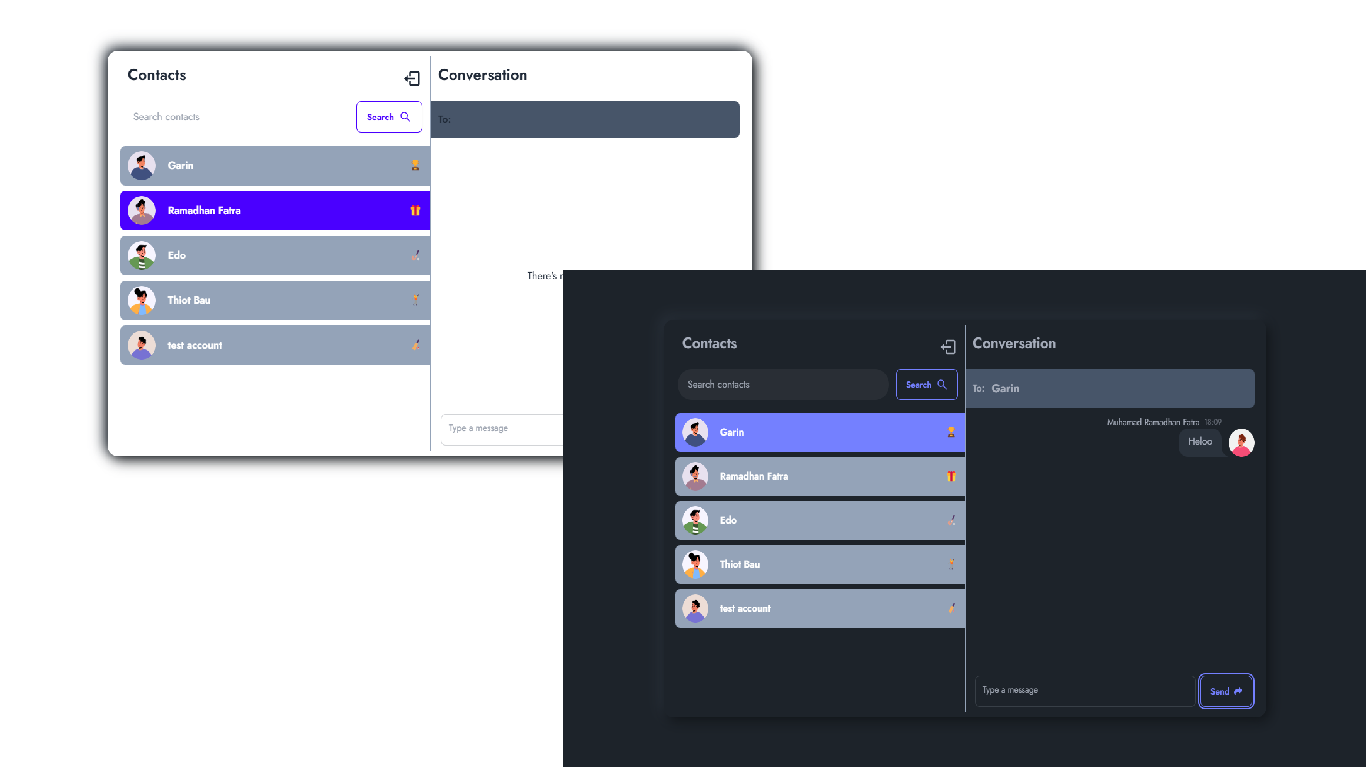 Contacts
Conversation
Search contacts
Search
To:
Garin
Ramadhan Fatra
Edo
Thiot Bau
test account
There's
Type a message
Contacts
Conversation
Search contacts
Search
To: Garin
Muhamad Ramadhan Fatra 18:09
Heloo
Garin
Ramadhan Fatra
Edo
Thiot Bau
test account
Type a message
Send